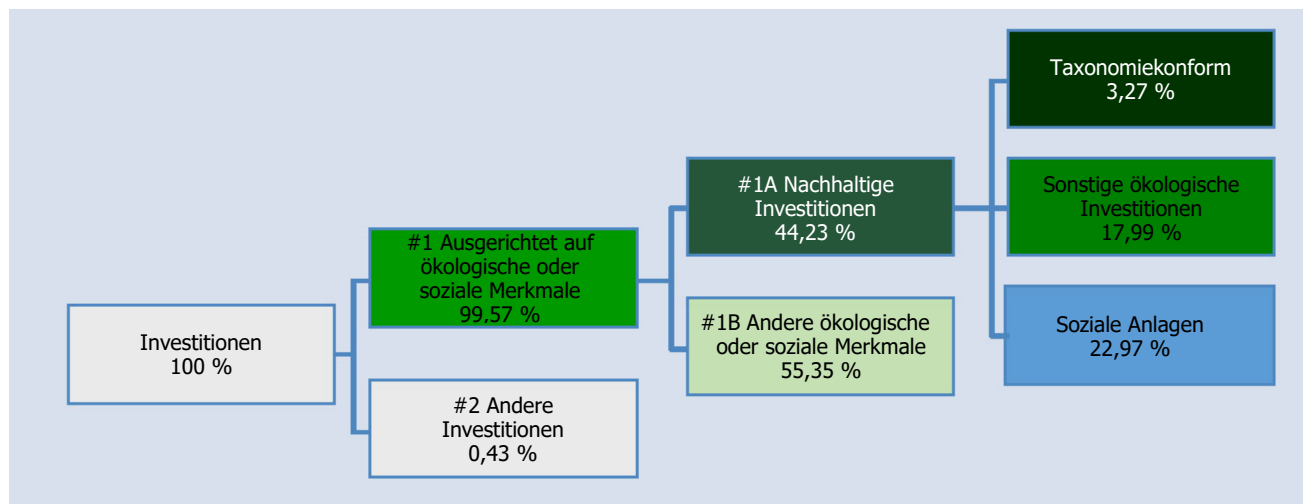 Investitionen
100 %
#1 Ausgerichtet auf
ökologische oder
soziale Merkmale
99,57 %
#2 Andere
Investitionen
0,43 %
#1A Nachhaltige
Investitionen
44,23 %
#1B Andere ökologische
oder soziale Merkmale
55,35 %
Taxonomiekonform
3,27 %
Sonstige ökologische
Investitionen
17,99 %
Soziale Anlagen
22,97 %